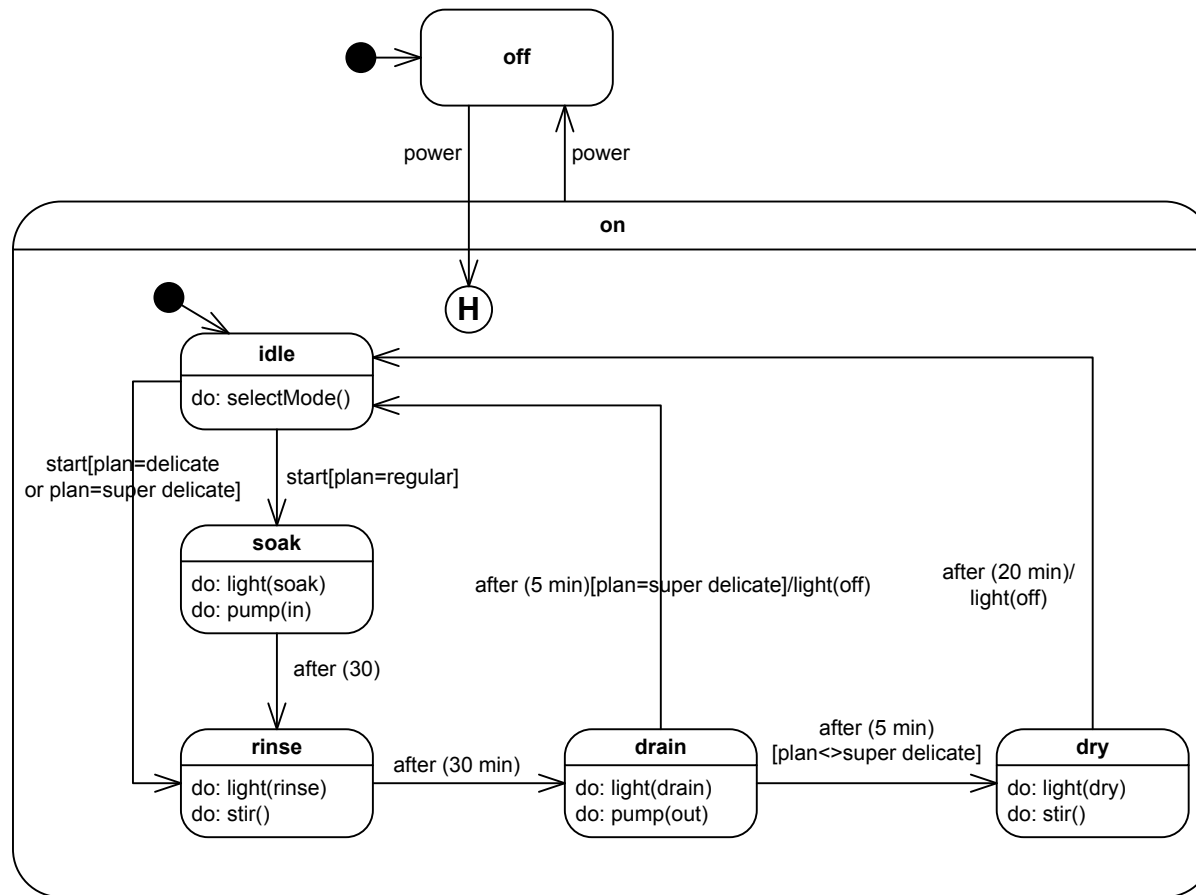 off
power
power
on
H
idle
do: selectMode()
start[plan=delicate
or plan=super delicate]
start[plan=regular]
soak
do: light(soak)
do: pump(in)
after (5 min)[plan=super delicate]/light(off)
after (20 min)/
light(off)
after (30)
rinse
do: light(rinse)
do: stir()
after (30 min)
drain
do: light(drain)
do: pump(out)
after (5 min)
[plan<>super delicate]
dry
do: light(dry)
do: stir()